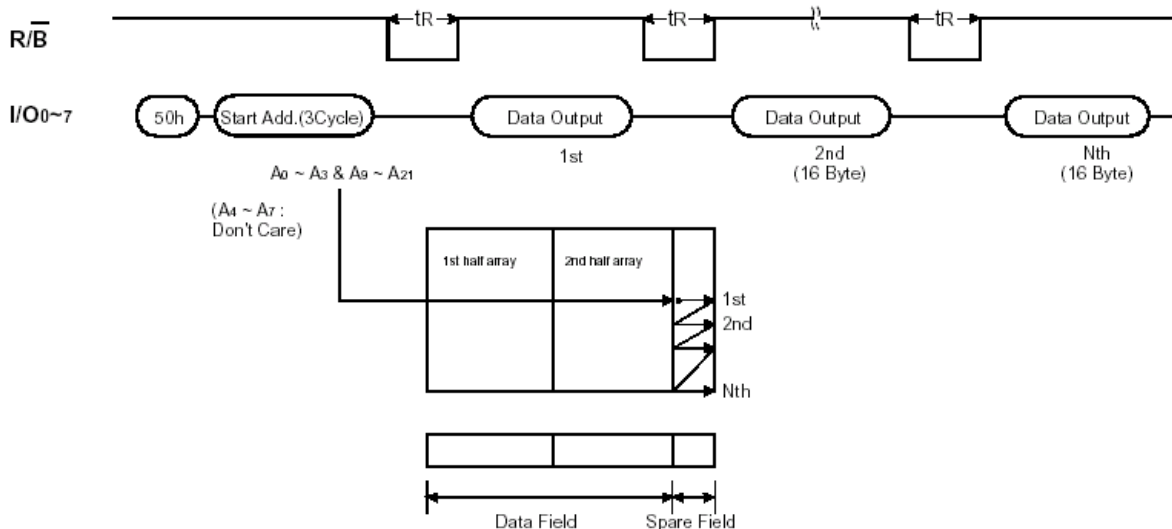 tR tR tR
R/B
I/O0~7 50h Start Add.(3Cycle) Data Output Data Output Data Output
1st 2nd Nth
(16 Byte) (16 Byte)
A0 ~ A3 & A9 ~ A21
(A4 ~ A7 :
Don't Care)
1st half array 2nd half array
1st
2nd
Nth
Data Field Spare Field